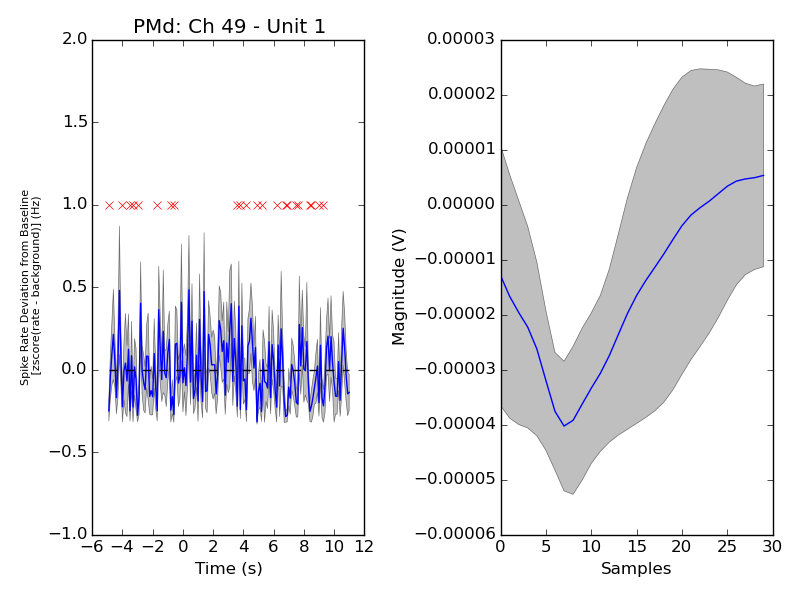 PMd: Ch 49 - Unit 1
2.0
1.5
1.0
0.5
0.0
−0.5
−1.0
−6 −4 −2 0 2 4 6 8 10 12
Time (s)
Spike Rate Deviation from Baseline
[zscore(rate - background)] (Hz)
0.00003
0.00002
0.00001
0.00000
−0.00001
−0.00002
−0.00003
−0.00004
−0.00005
−0.00006
0 5 10 15 20 25 30
Samples
Magnitude (V)